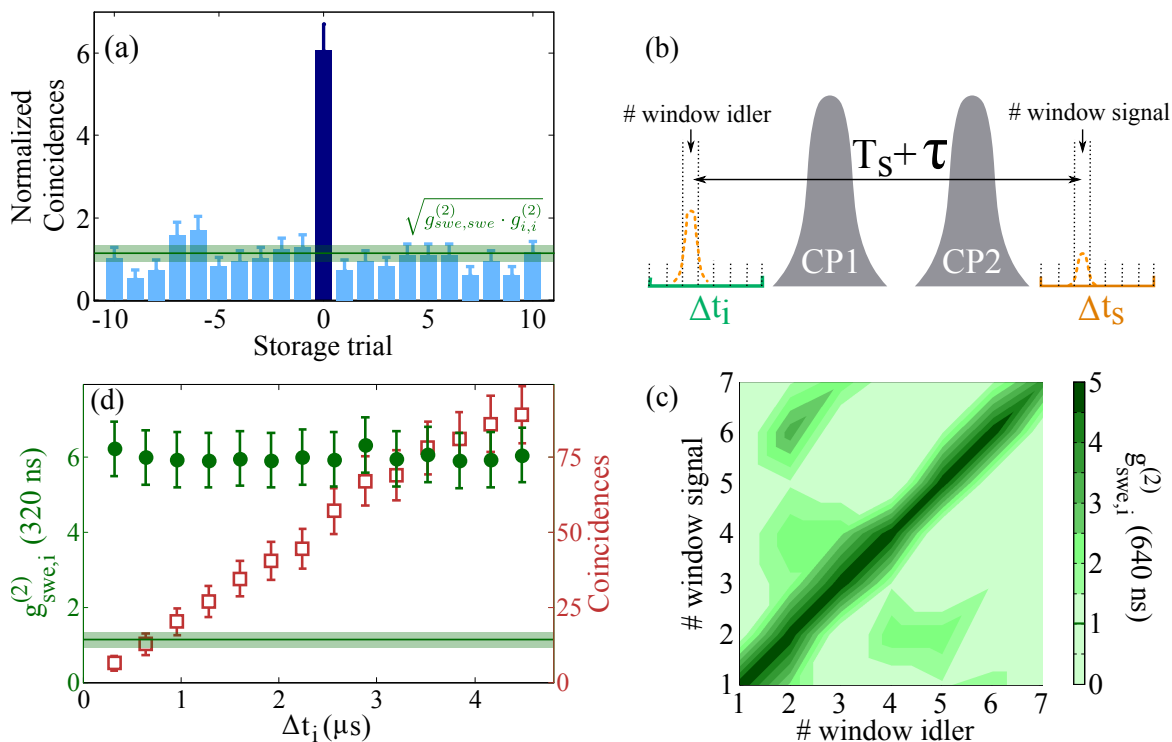 (a)
Normalized
Coincidences
6
4
2
0
√g⁽²⁾swe,swe · g⁽²⁾i,i
-10 -5 0 5 10
Storage trial
(b)
# window idler
# window signal
Ts + τ
CP1
CP2
Δti
Δts
(d)
g⁽²⁾swe,i (320 ns)
6
4
2
0
Coincidences
75
50
25
0
0 1 2 3 4
Δti (μs)
(c)
# window signal
7
6
5
4
3
2
1
1 2 3 4 5 6 7
# window idler
5
4
3
2
1
0
g⁽²⁾swe,i (640 ns)